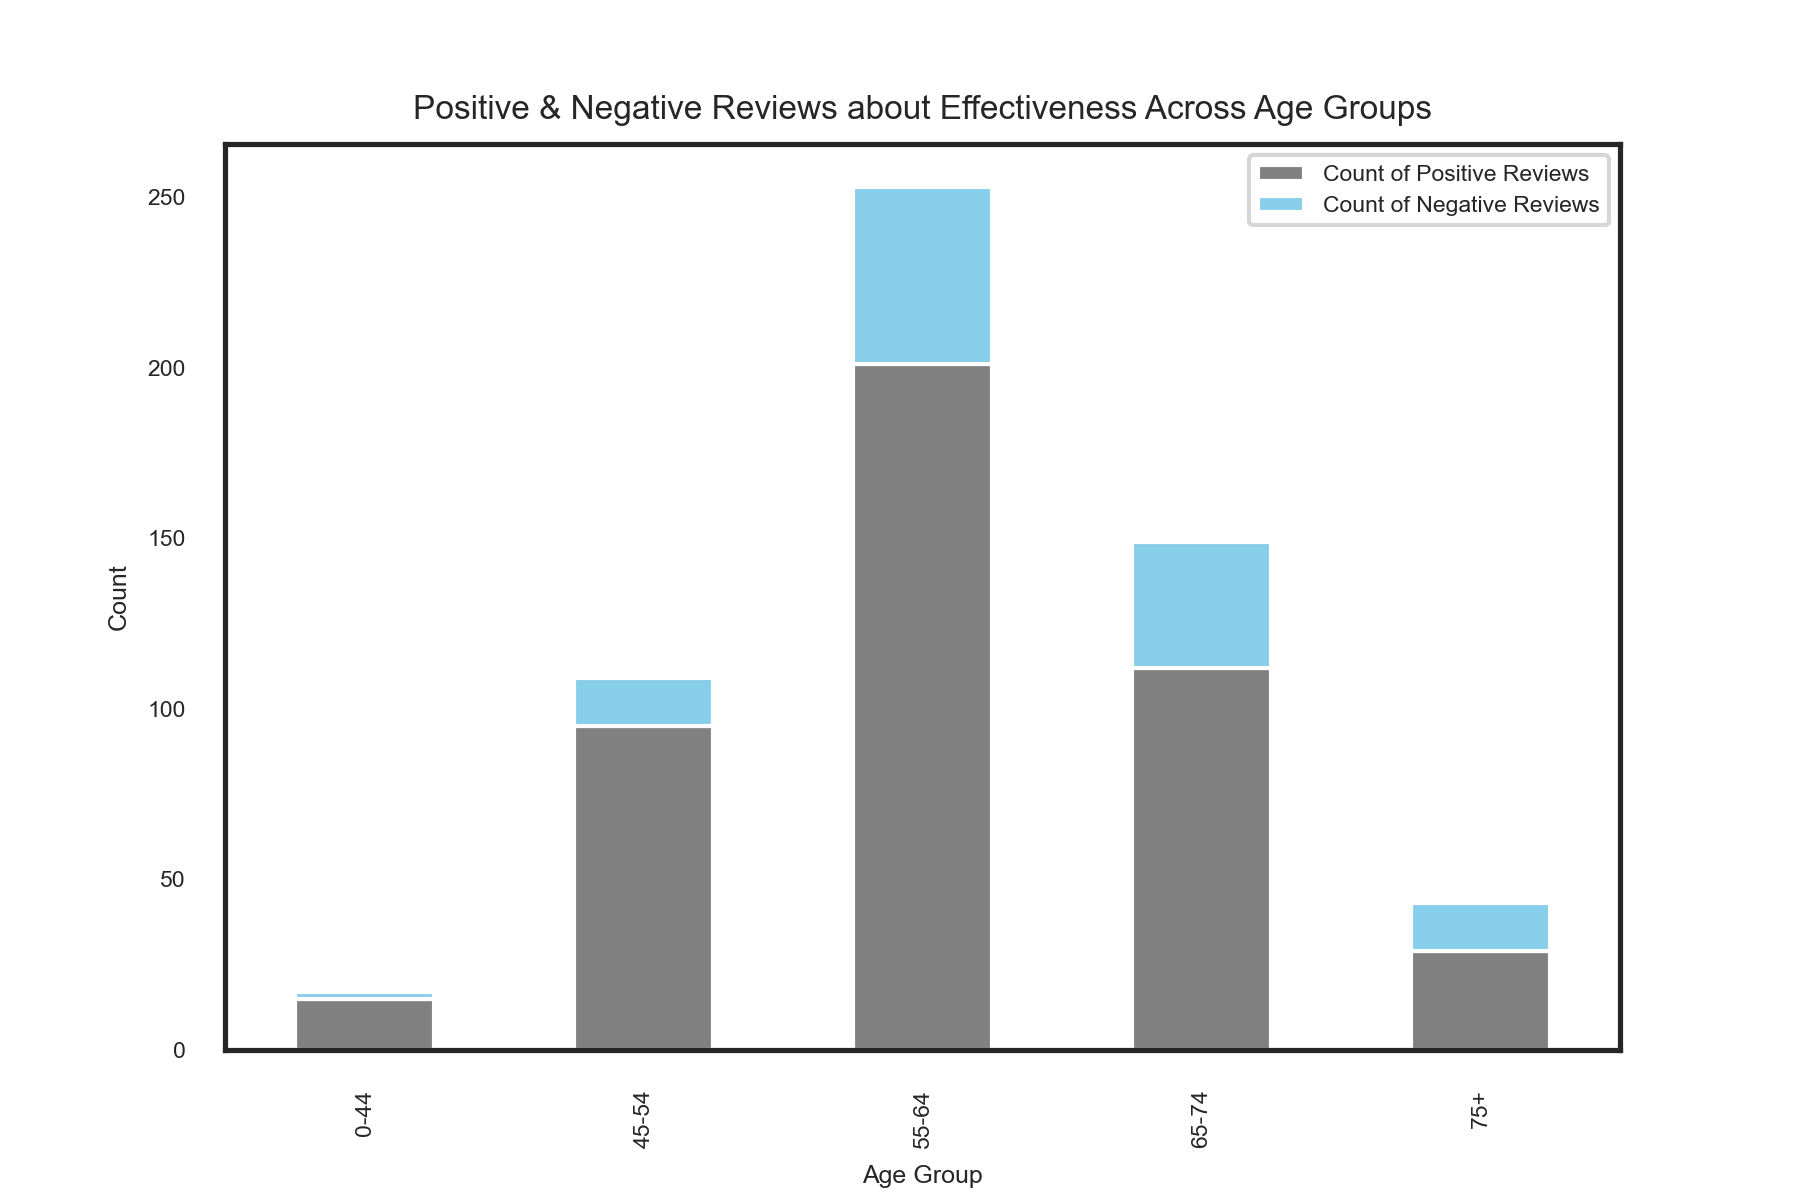 Positive & Negative Reviews about Effectiveness Across Age Groups
Count of Positive Reviews
Count of Negative Reviews
250
200
150
100
50
0
Count
0-44
45-54
55-64
65-74
75+
Age Group